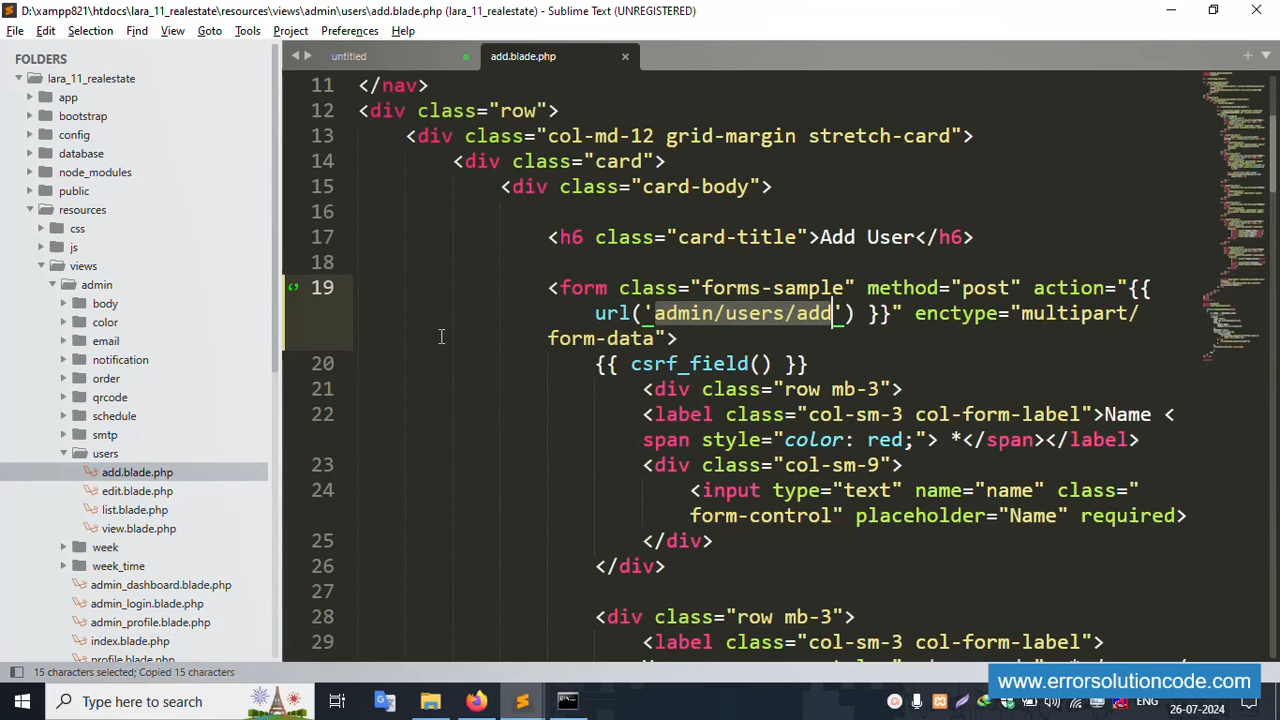 D:\xampp821\htdocs\lara_11_realestate\resources\views\admin\users\add.blade.php (lara_11_realestate) - Sublime Text (UNREGISTERED)
File Edit Selection Find View Goto Tools Project Preferences Help
FOLDERS
lara_11_realestate
app
bootstrap
config
database
node_modules
public
resources
css
js
views
admin
body
color
email
notification
order
qrcode
schedule
smtp
users
add.blade.php
edit.blade.php
list.blade.php
view.blade.php
week
week_time
admin_dashboard.blade.php
admin_login.blade.php
admin_profile.blade.php
index.blade.php
profile.blade.php
untitled
add.blade.php
11 </nav>
12 <div class="row">
13 <div class="col-md-12 grid-margin stretch-card">
14 <div class="card">
15 <div class="card-body">
16
17 <h6 class="card-title">Add User</h6>
18
19 <form class="forms-sample" method="post" action="{{
url('admin/users/add') }}" enctype="multipart/
form-data">
20 {{ csrf_field() }}
21 <div class="row mb-3">
22 <label class="col-sm-3 col-form-label">Name <
span style="color: red;"> *</span></label>
23 <div class="col-sm-9">
24 <input type="text" name="name" class="
form-control" placeholder="Name" required>
25 </div>
26 </div>
27
28 <div class="row mb-3">
29 <label class="col-sm-3 col-form-label">
15 characters selected; Copied 15 characters
www.errorsolutioncode.com
Type here to search
ENG
26-07-2024